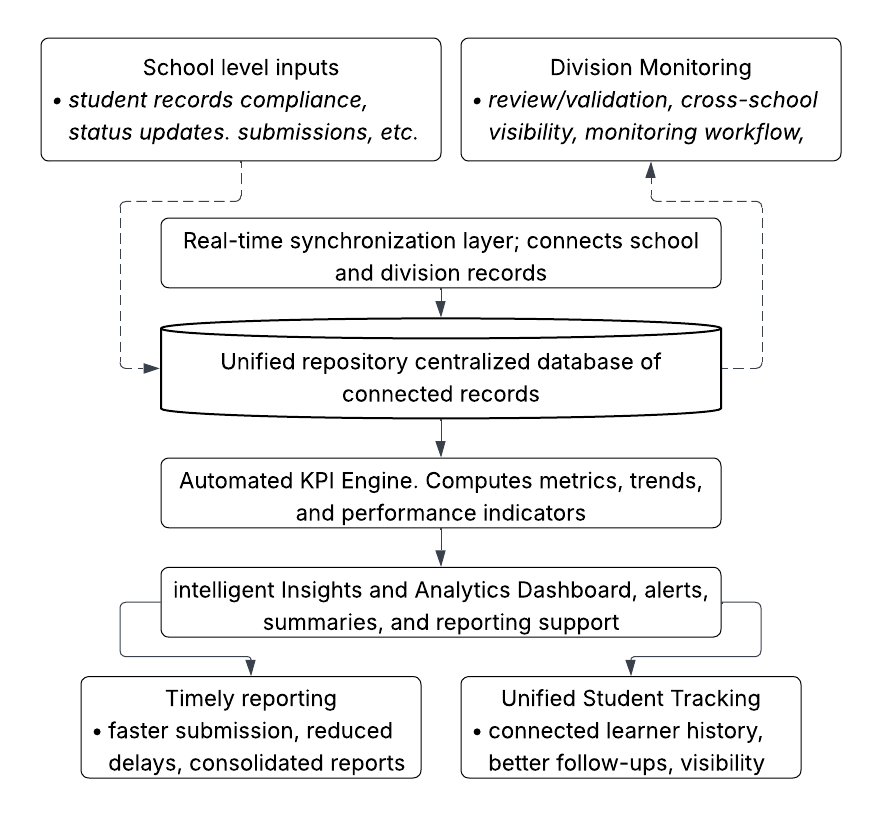 School level inputs
• student records compliance,
status updates. submissions, etc.
Division Monitoring
• review/validation, cross-school
visibility, monitoring workflow,
Real-time synchronization layer; connects school
and division records
Unified repository centralized database of
connected records
Automated KPI Engine. Computes metrics, trends,
and performance indicators
intelligent Insights and Analytics Dashboard, alerts,
summaries, and reporting support
Timely reporting
• faster submission, reduced
delays, consolidated reports
Unified Student Tracking
• connected learner history,
better follow-ups, visibility